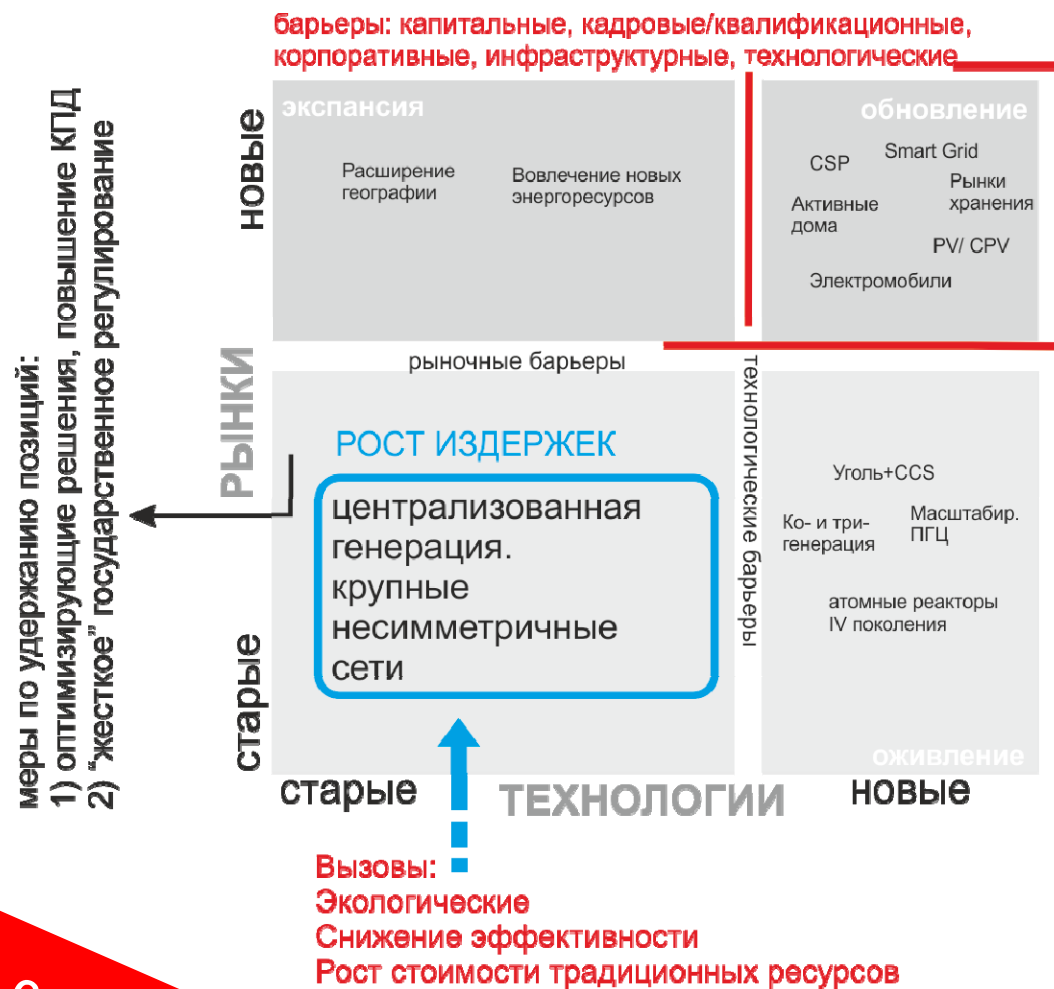 барьеры: капитальные, кадровые/квалификационные,
корпоративные, инфраструктурные, технологические
меры по удержанию позиций:
1) оптимизирующие решения, повышение КПД
2) “жесткое” государственное регулирование
РЫНКИ
новые
старые
экспансия
Расширение
географии
Вовлечение новых
энергоресурсов
обновление
CSP
Smart Grid
Рынки
хранения
Активные
дома
PV/ CPV
Электромобили
рыночные барьеры
технологические барьеры
РОСТ ИЗДЕРЖЕК
централизованная
генерация.
крупные
несимметричные
сети
Уголь+CCS
Ко- и три-
генерация
Масштабир.
ПГЦ
атомные реакторы
IV поколения
оживление
старые
ТЕХНОЛОГИИ
новые
Вызовы:
Экологические
Снижение эффективности
Рост стоимости традиционных ресурсов